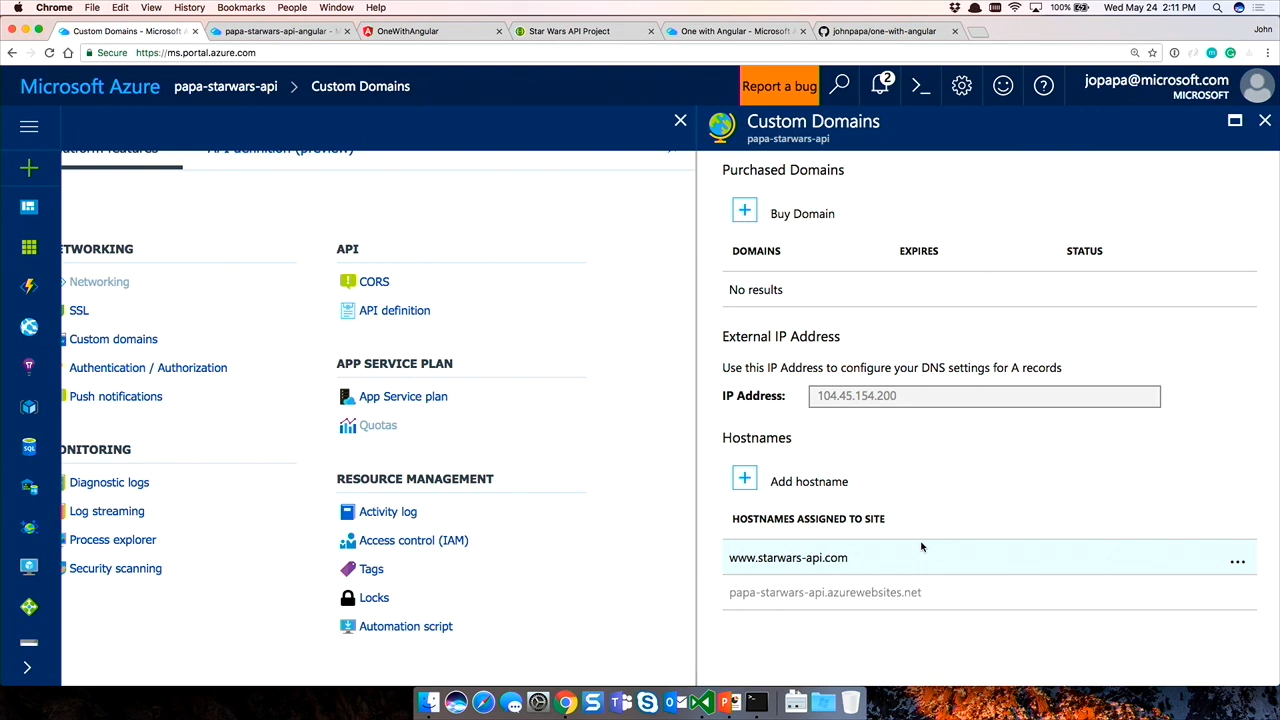 Chrome File Edit View History Bookmarks People Window Help 100% Wed May 24 2:11 PM
Custom Domains - Microsoft A papa-starwars-api-angular - OneWithAngular Star Wars API Project One with Angular - Microsoft johnpapa/one-with-angular John
Secure https://ms.portal.azure.com
Microsoft Azure papa-starwars-api > Custom Domains Report a bug 2 jopapa@microsoft.com
MICROSOFT
Custom Domains
papa-starwars-api
API definition (preview)
Purchased Domains
Buy Domain
DOMAINS EXPIRES STATUS
No results
ETWORKING
Networking
SSL
Custom domains
Authentication / Authorization
Push notifications
ONITORING
Diagnostic logs
Log streaming
Process explorer
Security scanning
API
CORS
API definition
APP SERVICE PLAN
App Service plan
Quotas
RESOURCE MANAGEMENT
Activity log
Access control (IAM)
Tags
Locks
Automation script
External IP Address
Use this IP Address to configure your DNS settings for A records
IP Address: 104.45.154.200
Hostnames
Add hostname
HOSTNAMES ASSIGNED TO SITE
www.starwars-api.com ...
papa-starwars-api.azurewebsites.net
SQL